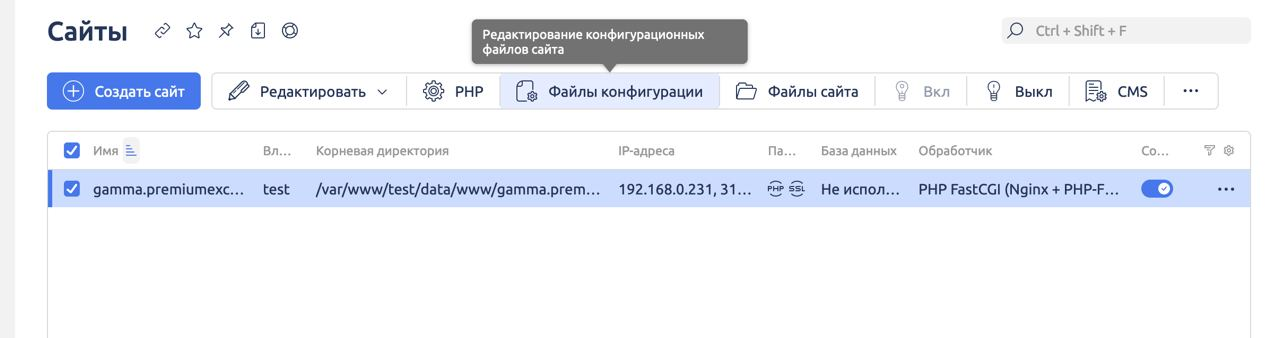 Сайты
Редактирование конфигурационных
файлов сайта
Ctrl + Shift + F
Создать сайт Редактировать PHP Файлы конфигурации Файлы сайта Вкл Выкл CMS ...
Имя Вл... Корневая директория IP-адреса Па... База данных Обработчик Со...
gamma.premiumexc... test /var/www/test/data/www/gamma.prem... 192.168.0.231, 31... PHP SSL Не испол... PHP FastCGI (Nginx + PHP-F... ...